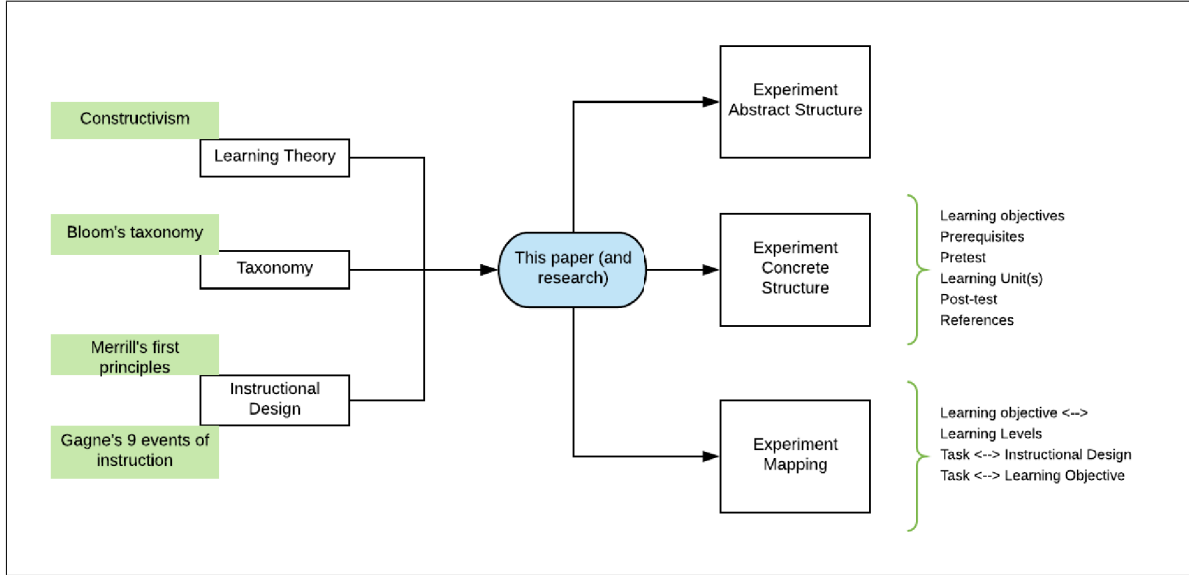 Constructivism
Learning Theory
Bloom's taxonomy
Taxonomy
Merrill's first
principles
Instructional
Design
Gagne's 9 events of
instruction
This paper (and
research)
Experiment
Abstract Structure
Experiment
Concrete
Structure
Learning objectives
Prerequisites
Pretest
Learning Unit(s)
Post-test
References
Experiment
Mapping
Learning objective <-->
Learning Levels
Task <--> Instructional Design
Task <--> Learning Objective